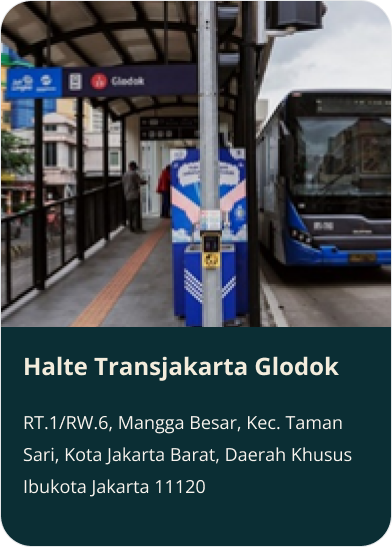 Glodok
Halte Transjakarta Glodok
RT.1/RW.6, Mangga Besar, Kec. Taman
Sari, Kota Jakarta Barat, Daerah Khusus
Ibukota Jakarta 11120